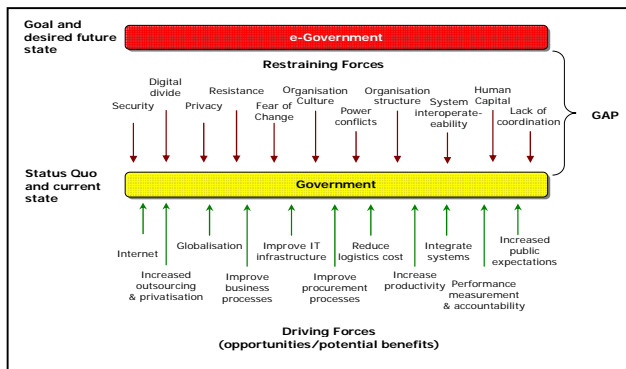 Goal and
desired future
state
e-Government
Restraining Forces
Security
Digital
divide
Privacy
Resistance
Fear of
Change
Organisation
Culture
Power
conflicts
Organisation
structure
System
interoperate-
eability
Human
Capital
Lack of
coordination
GAP
Status Quo
and current
state
Government
Internet
Increased
outsourcing
& privatisation
Globalisation
Improve
business
processes
Improve IT
infrastructure
Improve
procurement
processes
Reduce
logistics cost
Increase
productivity
Integrate
systems
Performance
measurement
& accountability
Increased
public
expectations
Driving Forces
(opportunities/potential benefits)